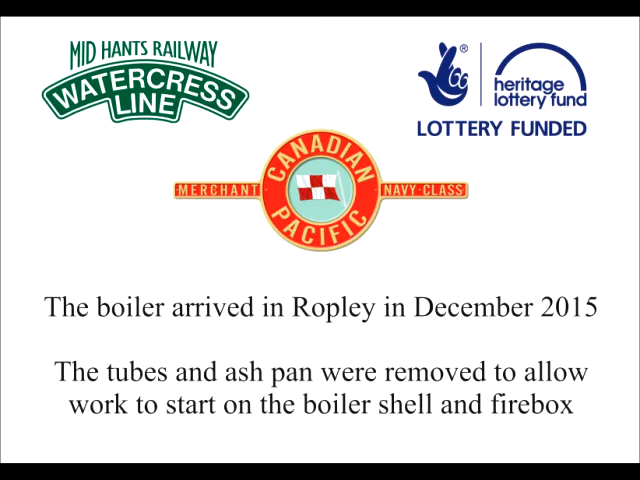 MID HANTS RAILWAY
WATERCRESS
LINE
®
heritage
lottery fund
LOTTERY FUNDED
CANADIAN
MERCHANT
NAVY CLASS
PACIFIC
The boiler arrived in Ropley in December 2015
The tubes and ash pan were removed to allow
work to start on the boiler shell and firebox